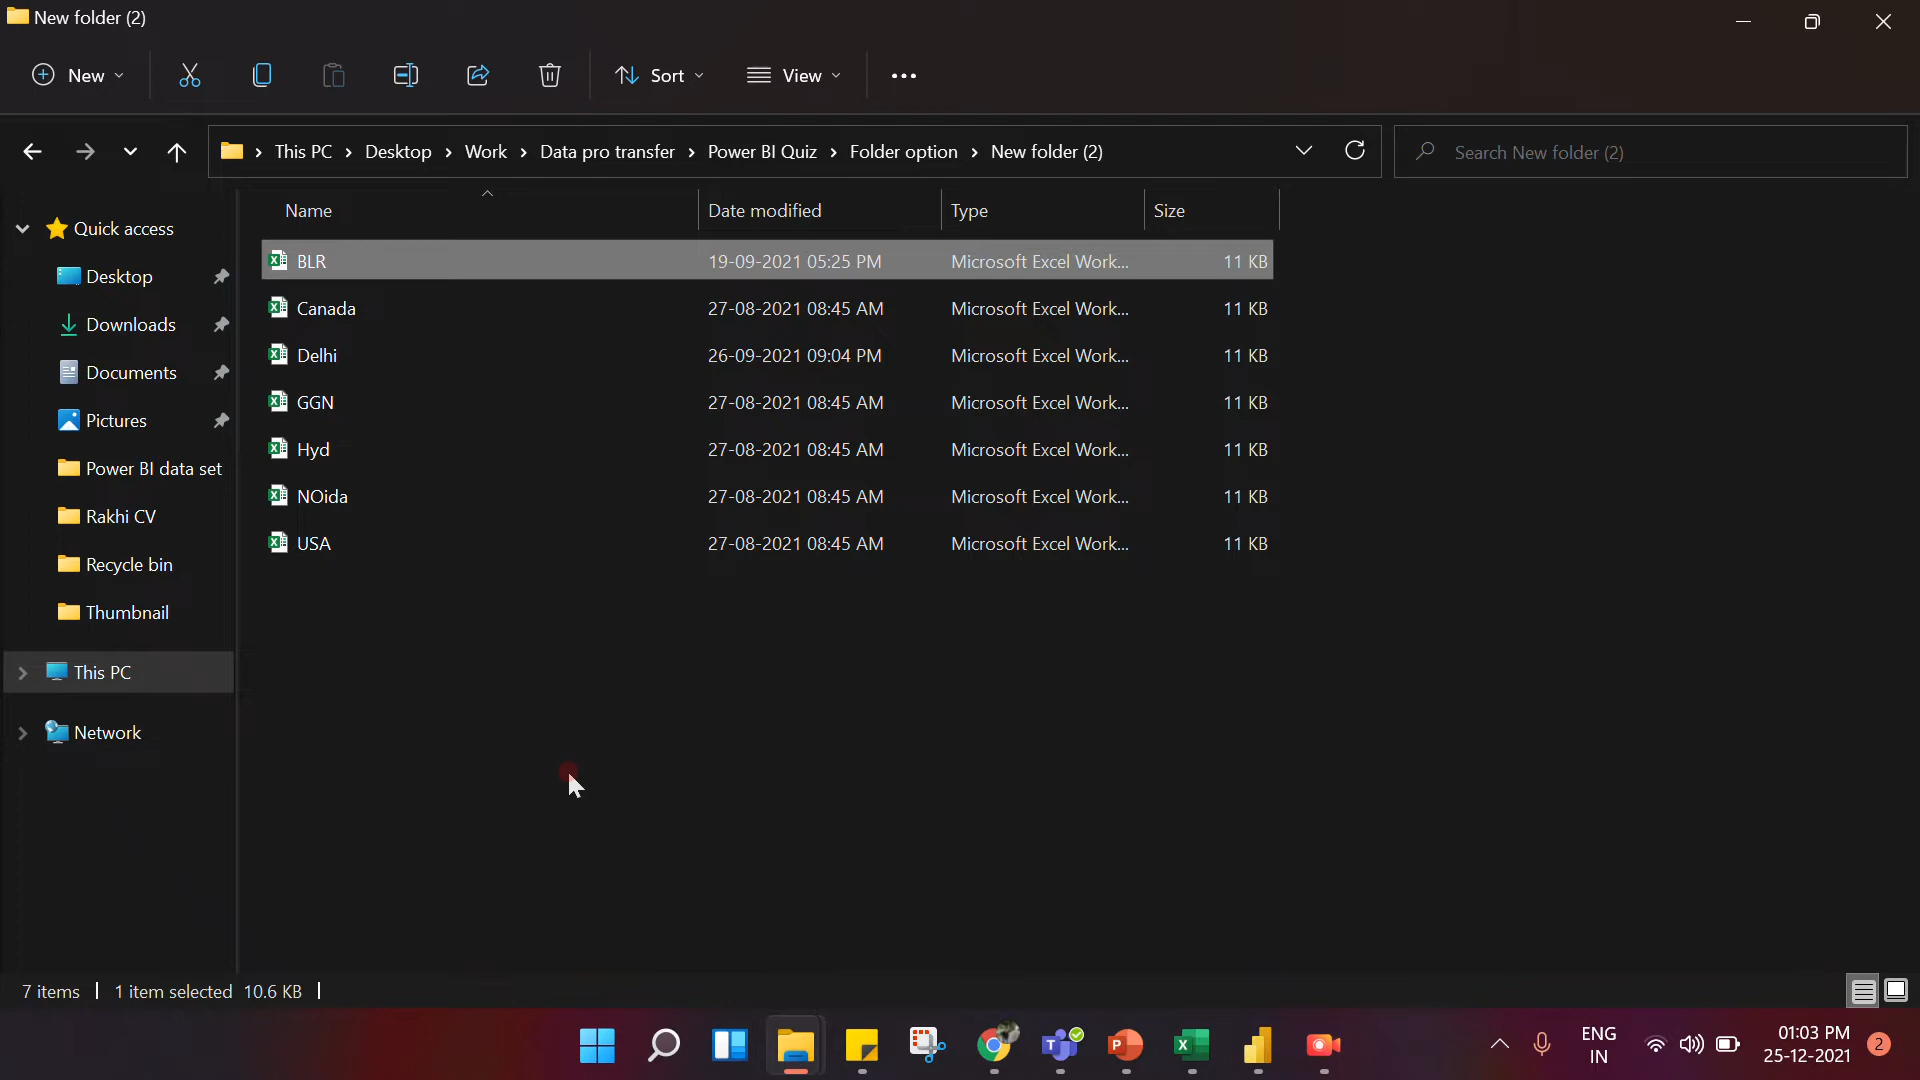 New folder (2)
New
Sort
View
This PC > Desktop > Work > Data pro transfer > Power BI Quiz > Folder option > New folder (2)
Search New folder (2)
Name Date modified Type Size
Quick access
Desktop
Downloads
Documents
Pictures
Power BI data set
Rakhi CV
Recycle bin
Thumbnail
This PC
Network
BLR 19-09-2021 05:25 PM Microsoft Excel Work... 11 KB
Canada 27-08-2021 08:45 AM Microsoft Excel Work... 11 KB
Delhi 26-09-2021 09:04 PM Microsoft Excel Work... 11 KB
GGN 27-08-2021 08:45 AM Microsoft Excel Work... 11 KB
Hyd 27-08-2021 08:45 AM Microsoft Excel Work... 11 KB
NOida 27-08-2021 08:45 AM Microsoft Excel Work... 11 KB
USA 27-08-2021 08:45 AM Microsoft Excel Work... 11 KB
7 items | 1 item selected 10.6 KB |
ENG
IN
01:03 PM
25-12-2021
2